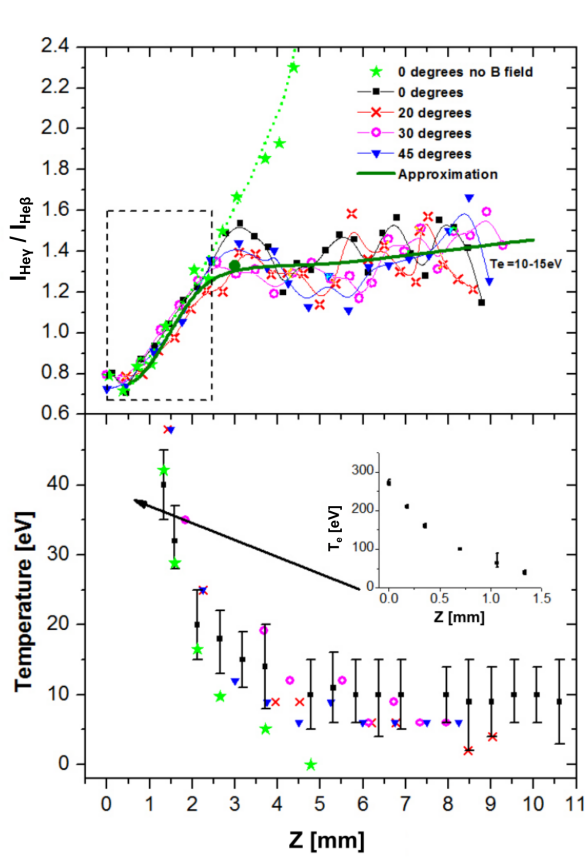 2.4
2.2
2.0
1.8
1.6
1.4
1.2
1.0
0.8
0.6
I_Heγ / I_Heβ
0 degrees no B field
0 degrees
20 degrees
30 degrees
45 degrees
Approximation
Te =10-15eV
40
30
20
10
0
Temperature [eV]
300
200
100
0
T_e [eV]
0.0 0.5 1.0 1.5
Z [mm]
0 1 2 3 4 5 6 7 8 9 10 11
Z [mm]